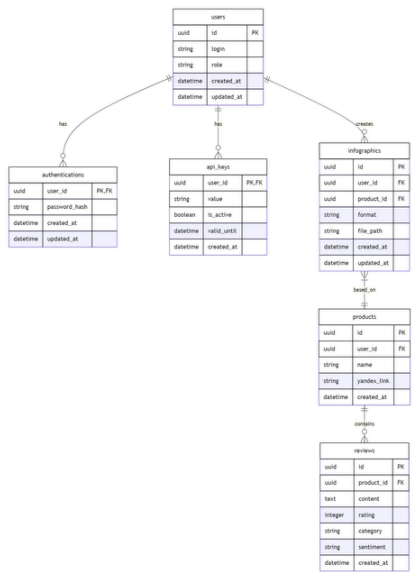 users
uuid id PK
string login
string role
datetime created_at
datetime updated_at
has
has
creates
authentications
uuid user_id PK,FK
string password_hash
datetime created_at
datetime updated_at
api_keys
uuid user_id PK,FK
string value
boolean is_active
datetime valid_until
datetime created_at
infographics
uuid id PK
uuid user_id FK
uuid product_id FK
string format
string file_path
datetime created_at
datetime updated_at
based_on
products
uuid id PK
uuid user_id FK
string name
string yandex_link
datetime created_at
contains
reviews
uuid id PK
uuid product_id FK
text content
integer rating
string category
string sentiment
datetime created_at